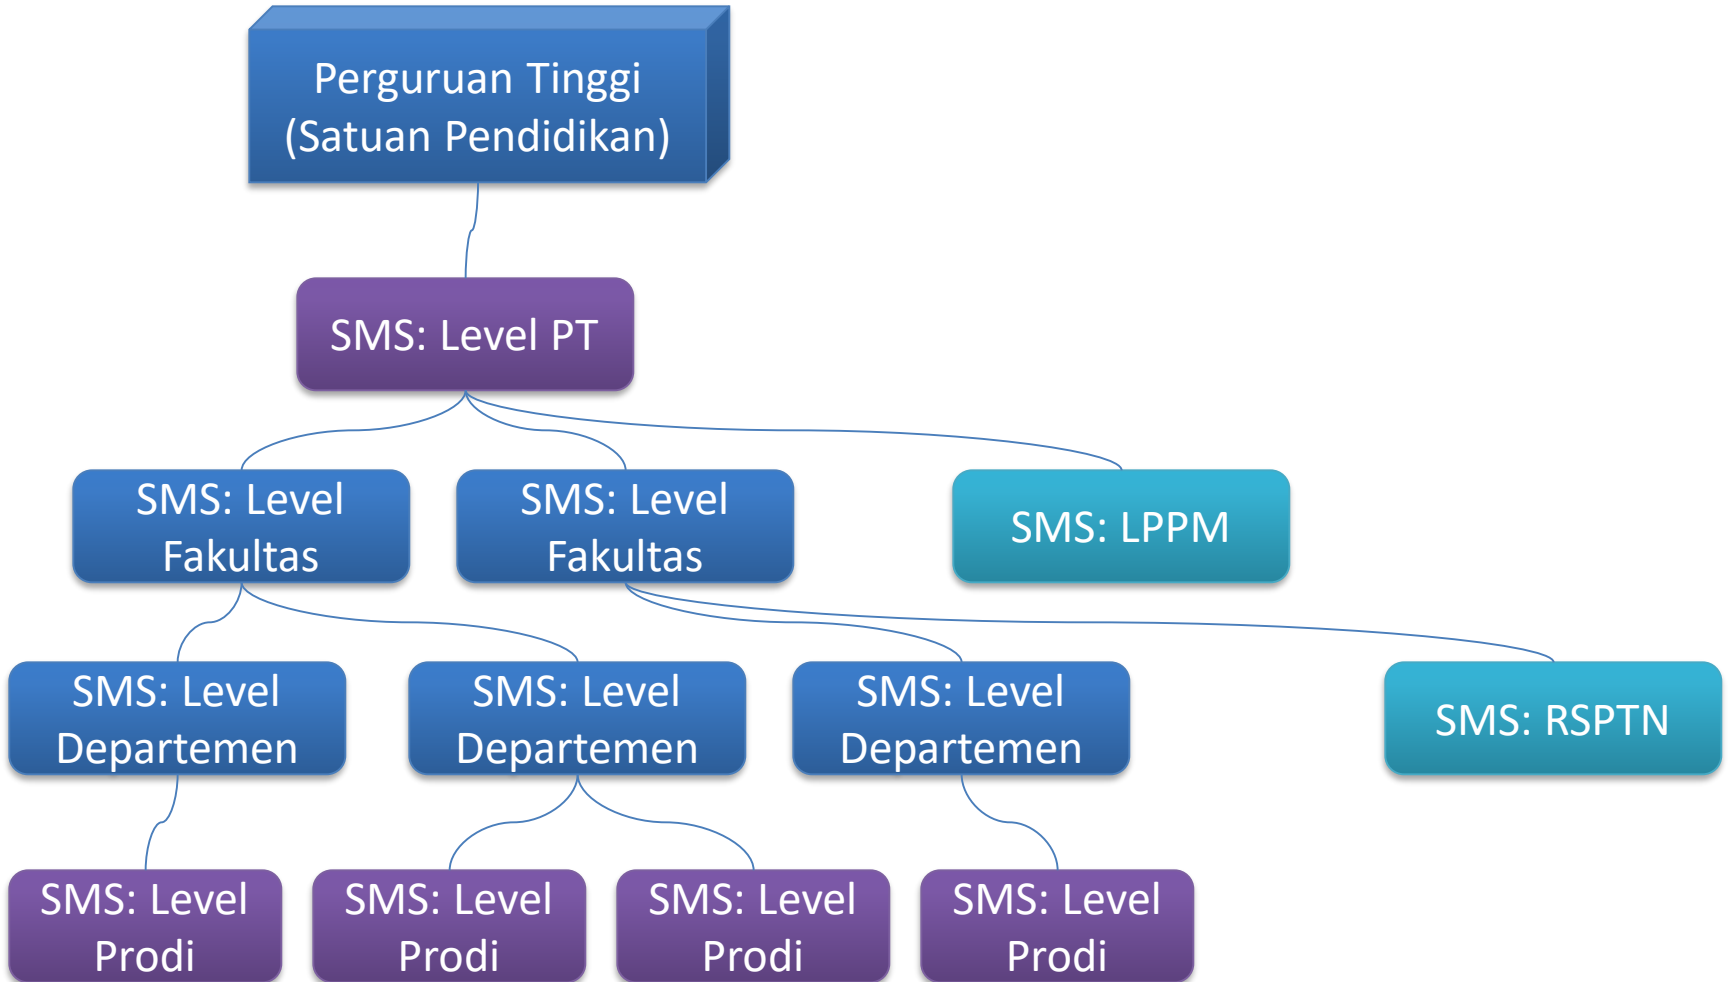 Perguruan Tinggi
(Satuan Pendidikan)
SMS: Level PT
SMS: Level
Fakultas
SMS: Level
Fakultas
SMS: LPPM
SMS: Level
Departemen
SMS: Level
Departemen
SMS: Level
Departemen
SMS: RSPTN
SMS: Level
Prodi
SMS: Level
Prodi
SMS: Level
Prodi
SMS: Level
Prodi